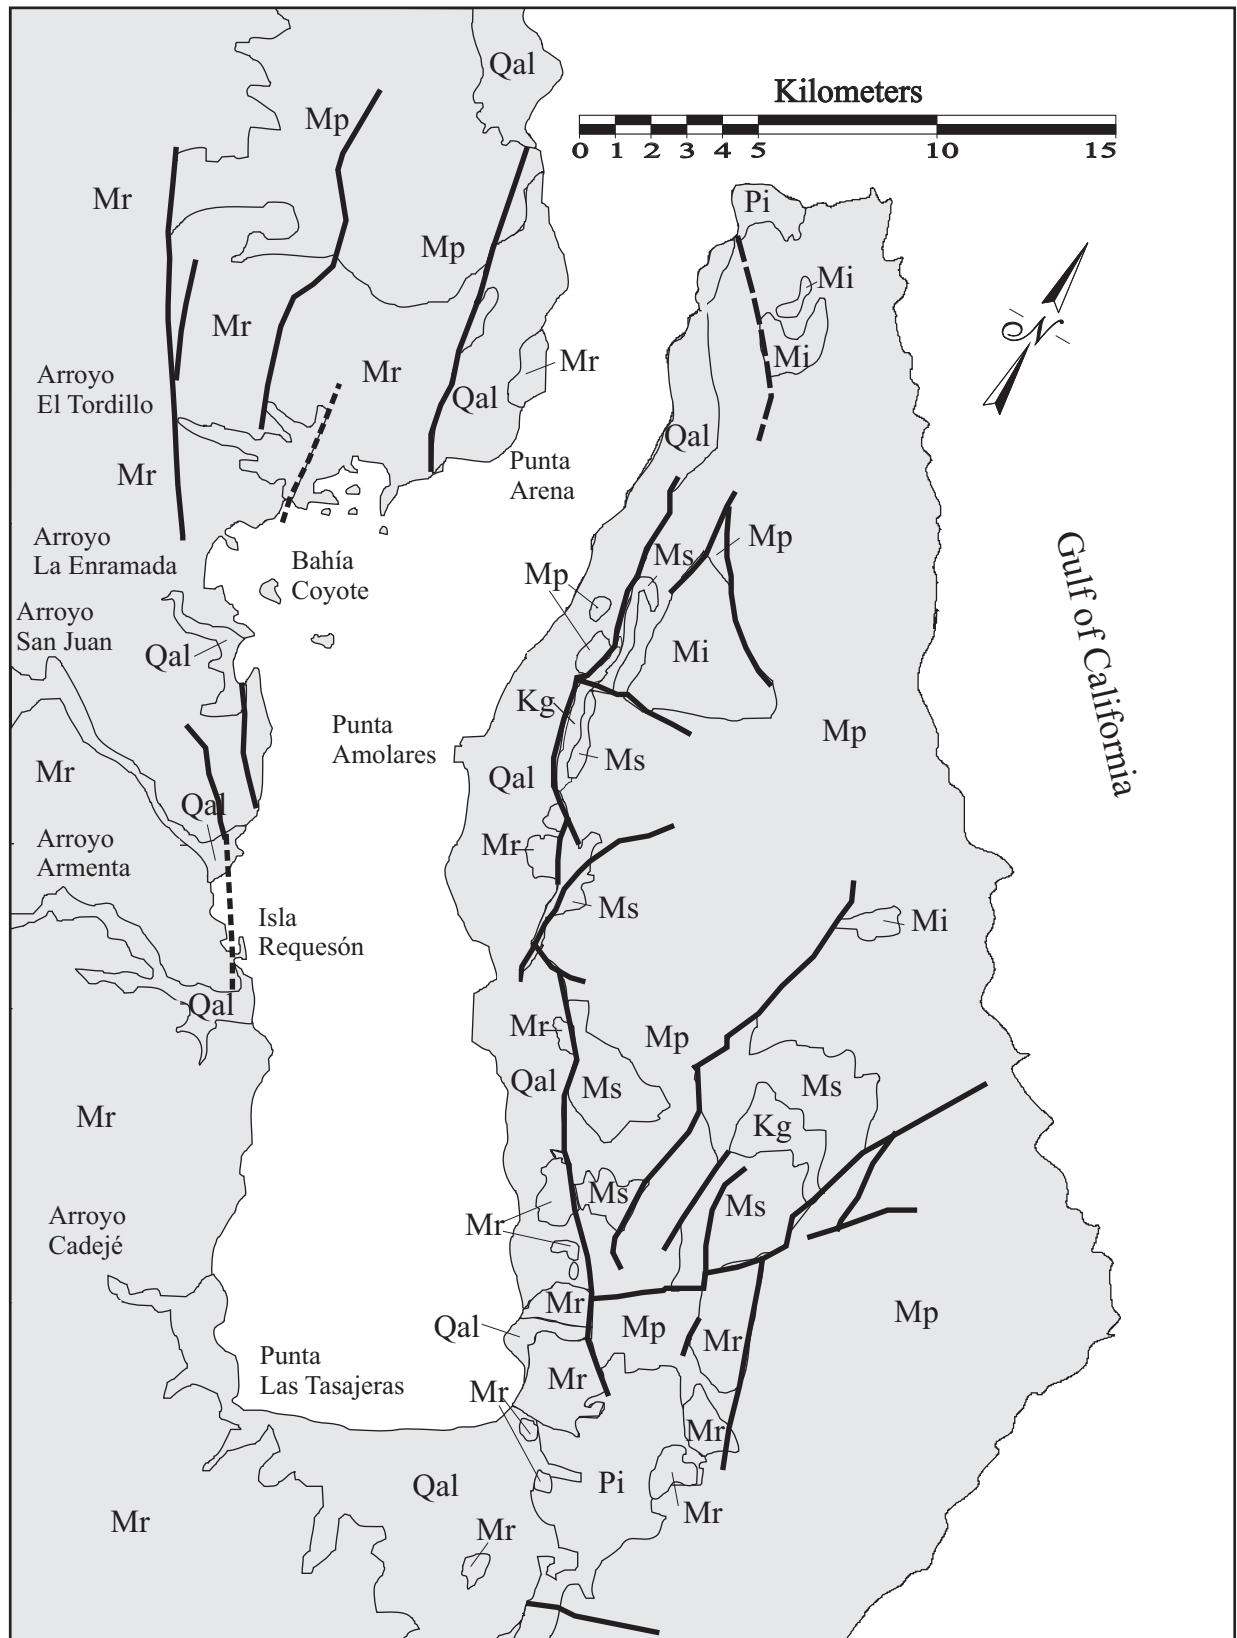 Qal
Kilometers
0 1 2 3 4 5 10 15
Mp
Mr
Pi
Mp
Mi
N
Mr
Mi
Mr
Mr
Arroyo
El Tordillo
Qal
Qal
Mr
Punta
Arena
Arroyo
La Enramada
Mp
Ms
Bahía
Coyote
Mp
Gulf of California
Arroyo
San Juan
Qal
Mi
Kg
Punta
Amolares
Mp
Ms
Mr
Qal
Qal
Arroyo
Armenta
Mr
Ms
Mi
Isla
Requesón
Qal
Mr
Mp
Qal
Ms
Ms
Mr
Kg
Ms
Ms
Arroyo
Cadejé
Mr
Mr
Mp
Qal
Mp
Mr
Punta
Las Tasajeras
Mr
Mr
Mr
Qal
Pi
Mr
Mr
Mr